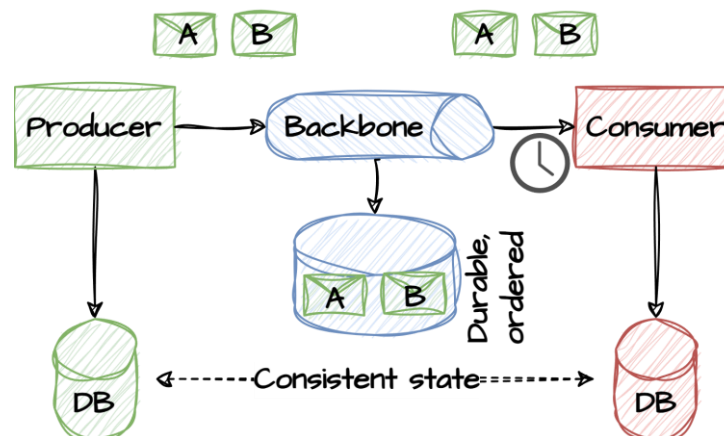 A B A B
Producer Backbone Consumer
A B
Durable,
ordered
Consistent state
DB DB